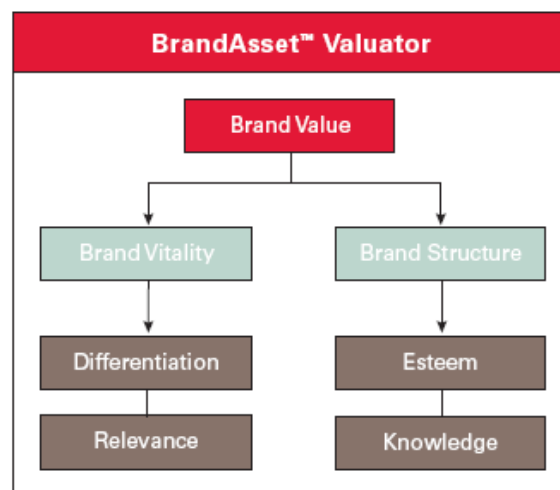 BrandAsset™ Valuator
Brand Value
Brand Vitality
Brand Structure
Differentiation
Esteem
Relevance
Knowledge